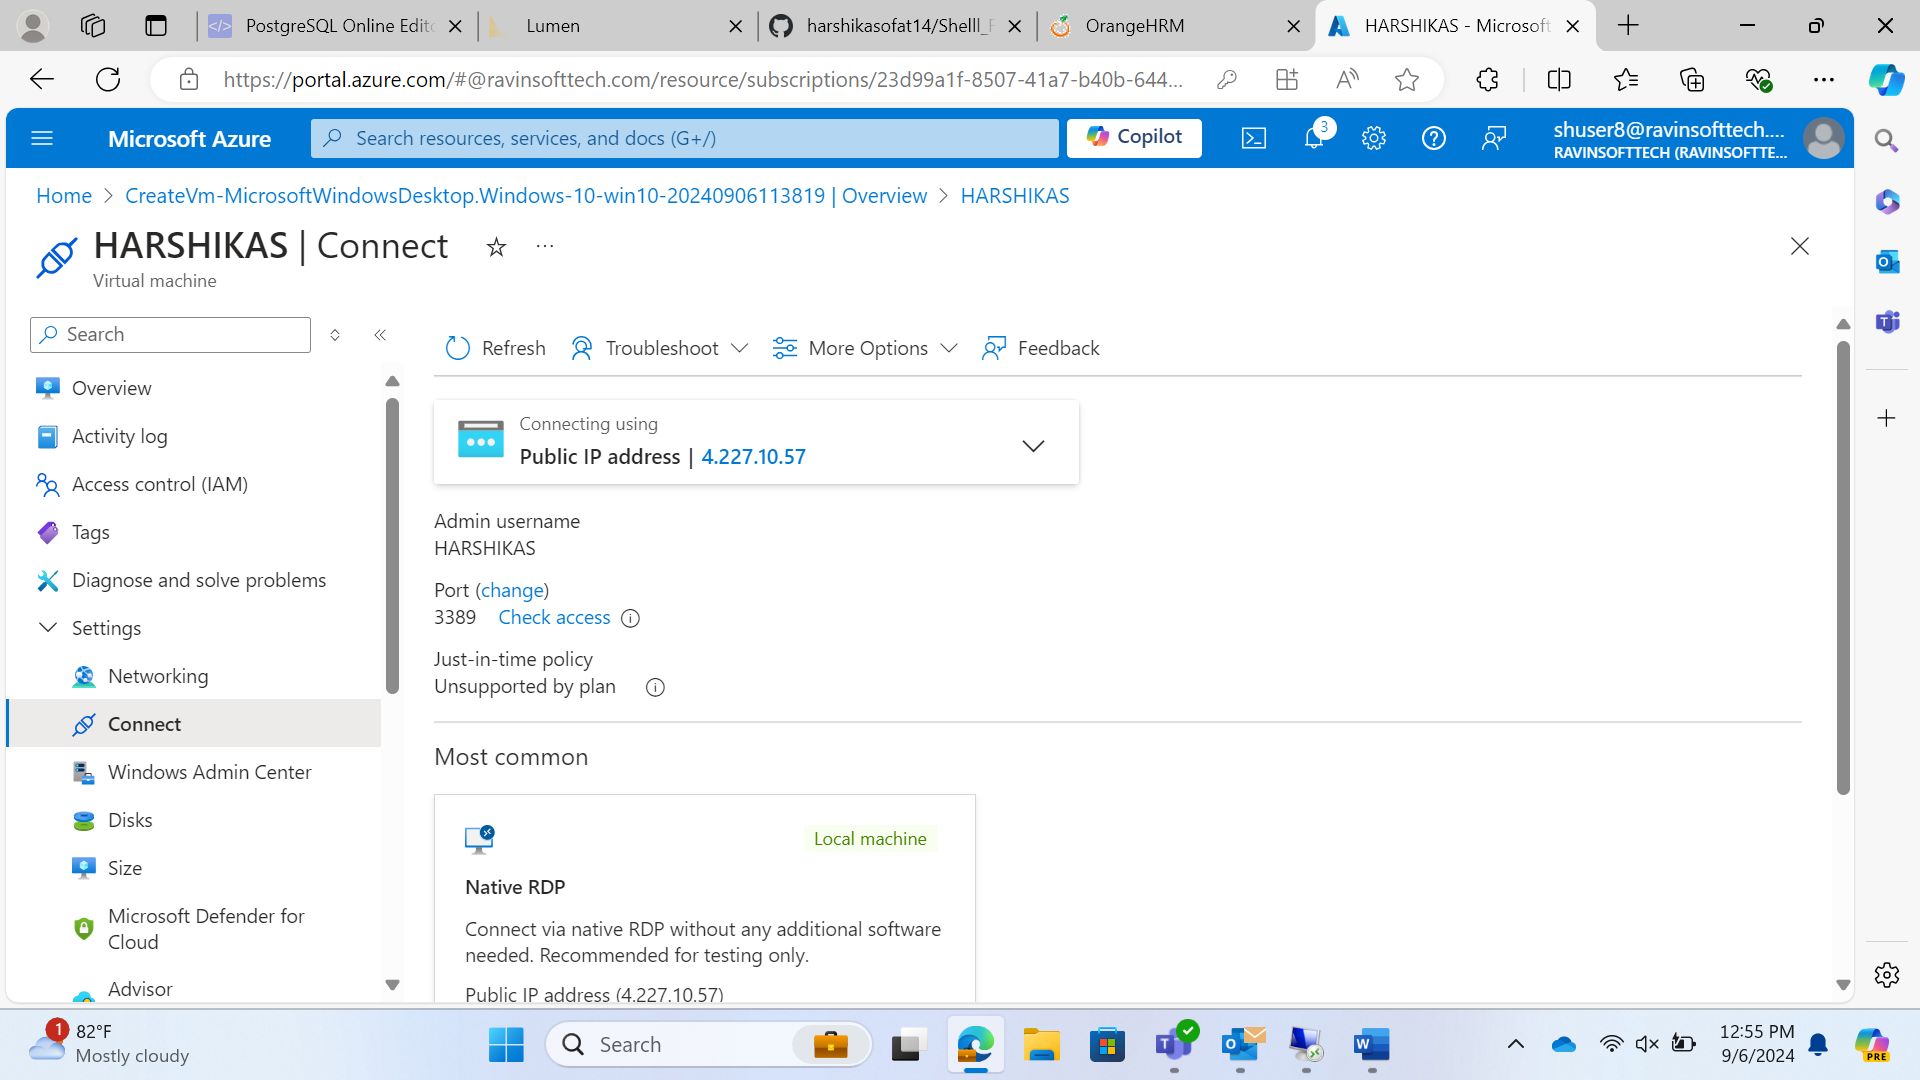 PostgreSQL Online Edito
Lumen
harshikasofat14/Shelll_F
OrangeHRM
HARSHIKAS - Microsoft
https://portal.azure.com/#@ravinsofttech.com/resource/subscriptions/23d99a1f-8507-41a7-b40b-644...
Microsoft Azure
Search resources, services, and docs (G+/)
Copilot
3
shuser8@ravinsofttech....
RAVINSOFTTECH (RAVINSOFTTE...
Home > CreateVm-MicrosoftWindowsDesktop.Windows-10-win10-20240906113819 | Overview > HARSHIKAS
HARSHIKAS | Connect
Virtual machine
Search
Overview
Activity log
Access control (IAM)
Tags
Diagnose and solve problems
Settings
Networking
Connect
Windows Admin Center
Disks
Size
Microsoft Defender for
Cloud
Advisor
Refresh
Troubleshoot
More Options
Feedback
Connecting using
Public IP address | 4.227.10.57
Admin username
HARSHIKAS
Port (change)
3389 Check access
Just-in-time policy
Unsupported by plan
Most common
Local machine
Native RDP
Connect via native RDP without any additional software
needed. Recommended for testing only.
Public IP address (4.227.10.57)
1
82°F
Mostly cloudy
Search
12:55 PM
9/6/2024
PRE